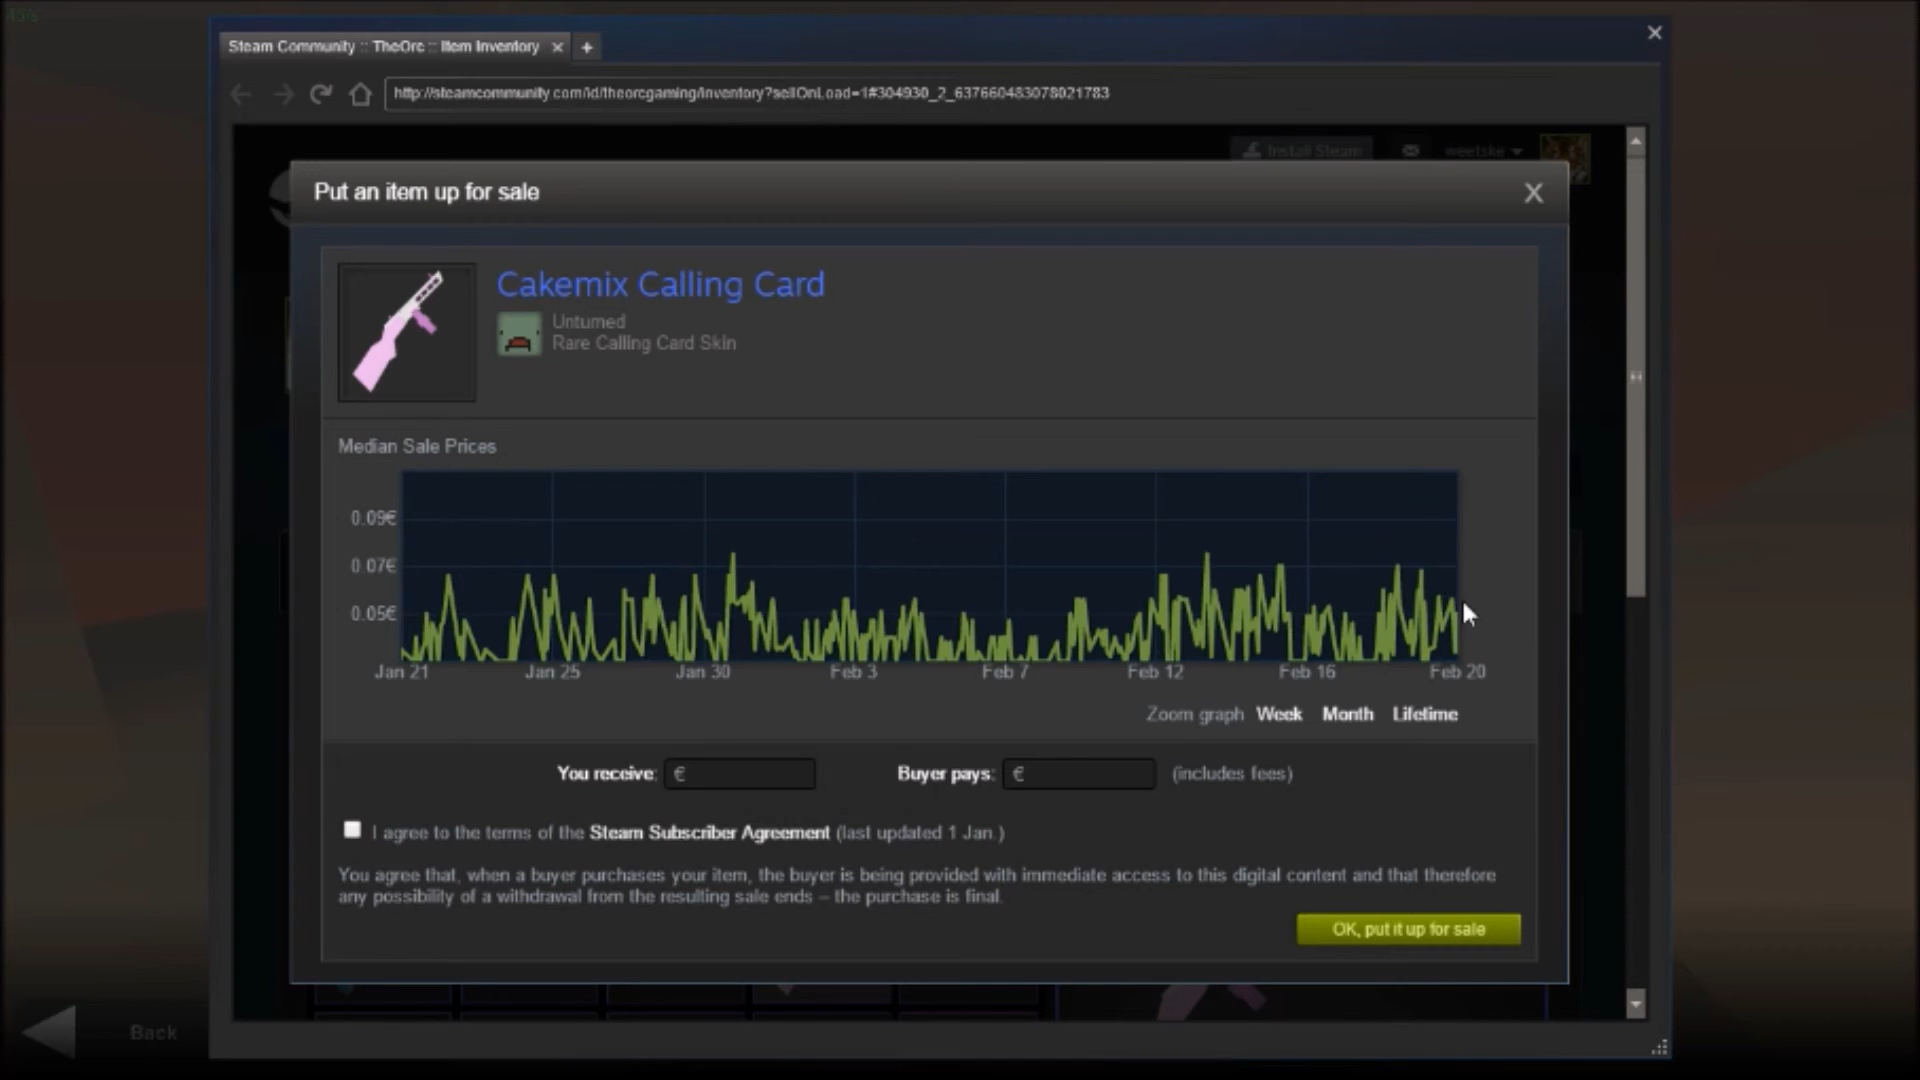 Steam Community :: TheOrc :: Item Inventory
http://steamcommunity.com/id/theorcgaming/inventory?sellOnLoad=1#304930_2_637660483078021783
Install Steam
weetske
Put an item up for sale
Cakemix Calling Card
Unturned
Rare Calling Card Skin
Median Sale Prices
0.09€
0.07€
0.05€
Jan 21 Jan 25 Jan 30 Feb 3 Feb 7 Feb 12 Feb 16 Feb 20
Zoom graph Week Month Lifetime
You receive: € Buyer pays: € (includes fees)
I agree to the terms of the Steam Subscriber Agreement (last updated 1 Jan.)
You agree that, when a buyer purchases your item, the buyer is being provided with immediate access to this digital content and that therefore
any possibility of a withdrawal from the resulting sale ends – the purchase is final.
OK, put it up for sale
Back